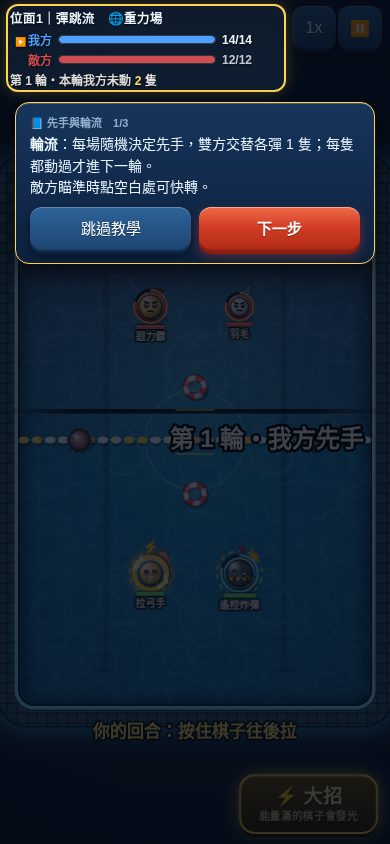 位面1｜彈跳流 🌐重力場
1x
▶我方 14/14
敵方 12/12
第 1 輪・本輪我方未動 2 隻
📘 先手與輪流 1/3
輪流：每場隨機決定先手，雙方交替各彈 1 隻；每隻
都動過才進下一輪。
敵方瞄準時點空白處可快轉。
跳過教學
下一步
迴力鏢
羽毛
第 1 輪・我方先手
拉弓手
遙控炸彈
你的回合：按住棋子往後拉
⚡ 大招
能量滿的棋子會發光